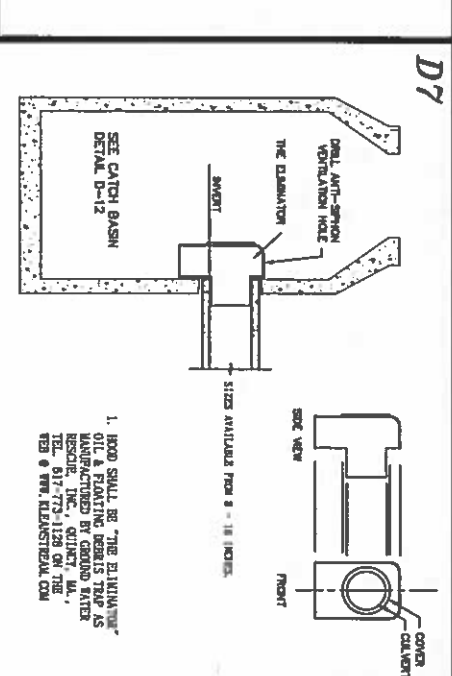 D7
DRILL ANTI-SIPHON
VENTILATION HOLE
THE ELIMINATOR
INVERT
SEE CATCH BASIN
DETAIL D-12
SIZES AVAILABLE FROM 8 - 18 INCHES.
SIDE VIEW
FRONT
COVER
CULVERT
1. HOOD SHALL BE "THE ELIMINATOR"
OIL & FLOATING DEBRIS TRAP AS
MANUFACTURED BY GROUND WATER
RESCUE, INC., QUINCY, MA.,
TEL. 617-773-1128 ON THE
WEB @ WWW.KLEANSTREAM.COM